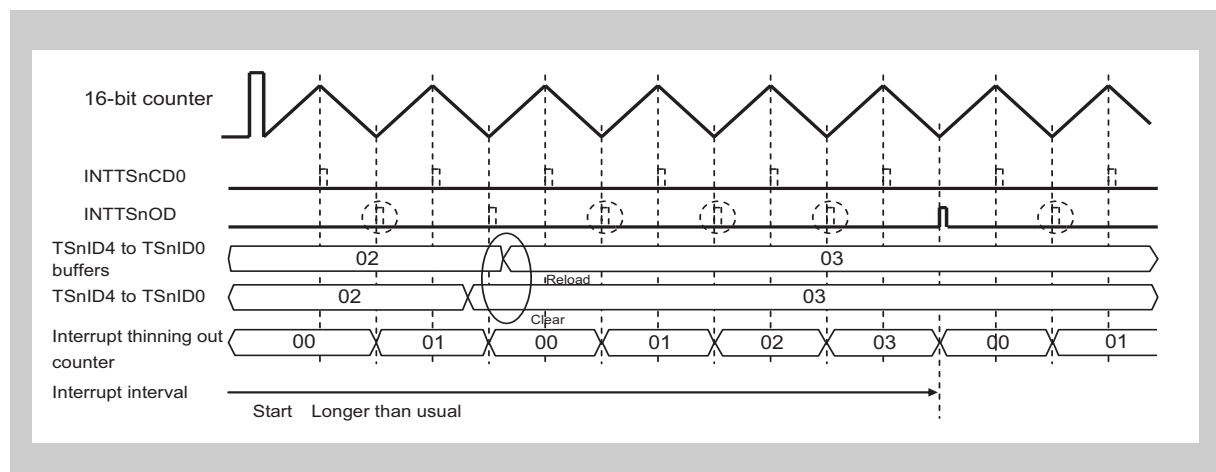 16-bit counter
INTTSnCD0
INTTSnOD
TSnID4 to TSnID0
buffers
02
03
Reload
TSnID4 to TSnID0
02
03
Clear
Interrupt thinning out
counter
00
01
00
01
02
03
00
01
Interrupt interval
Start Longer than usual